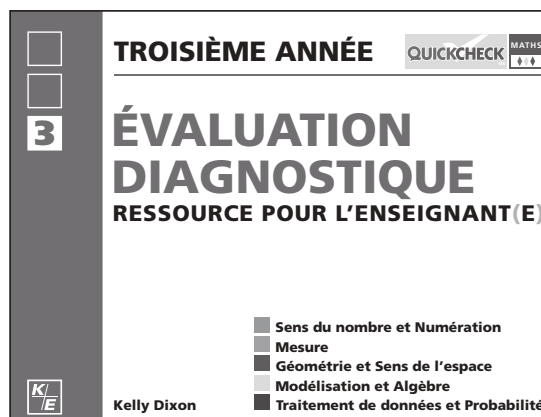 TROISIÈME ANNÉE
QUICKCHECK MATHS
3
ÉVALUATION
DIAGNOSTIQUE
RESSOURCE POUR L'ENSEIGNANT(E)
Sens du nombre et Numération
Mesure
Géométrie et Sens de l'espace
Modélisation et Algèbre
Traitement de données et Probabilité
Kelly Dixon
K/E